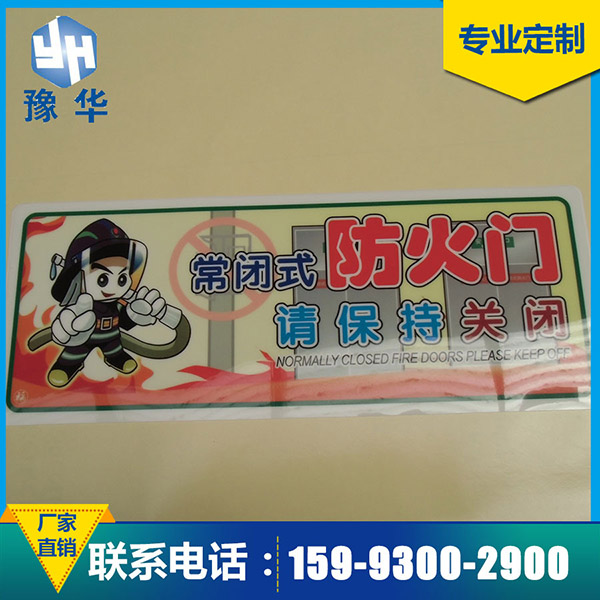 YH
豫华
专业定制
常闭式防火门
请保持关闭
NORMALLY CLOSED FIRE DOORS PLEASE KEEP OFF
厂家
直销
联系电话：159-9300-2900